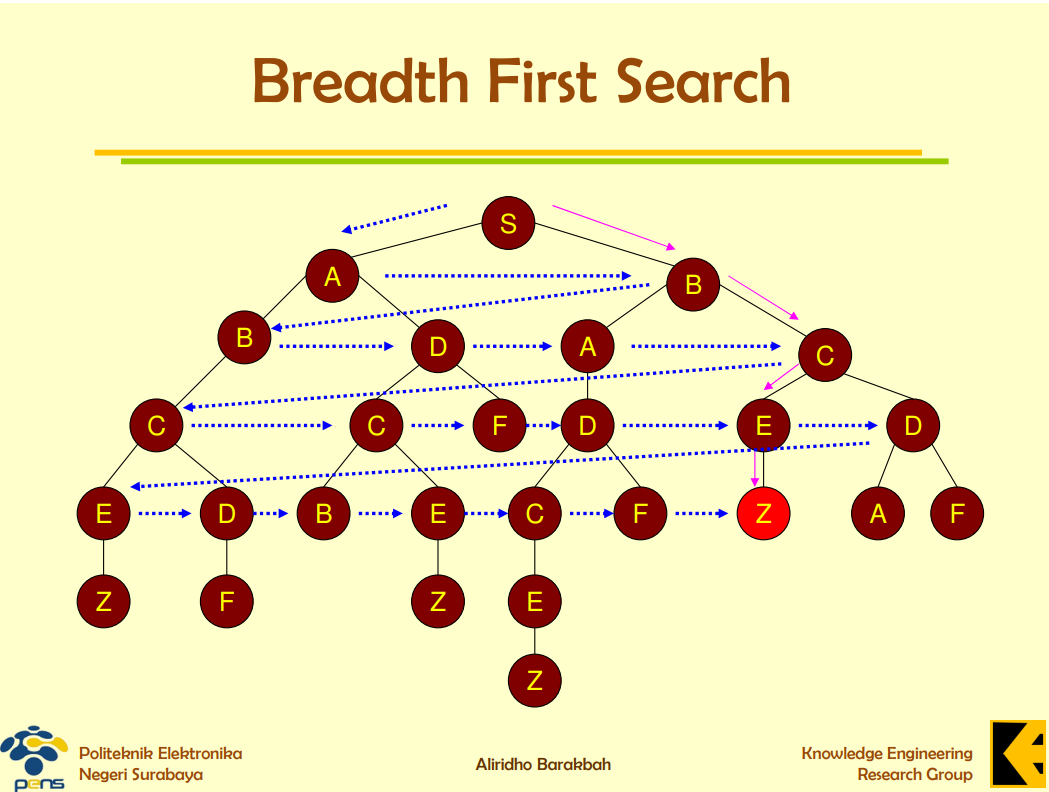 Breadth First Search
S
A
B
B
D
A
C
C
C
F
D
E
D
E
D
B
E
C
F
Z
A
F
Z
F
Z
E
Z
pens
Politeknik Elektronika
Negeri Surabaya
Aliridho Barakbah
Knowledge Engineering
Research Group